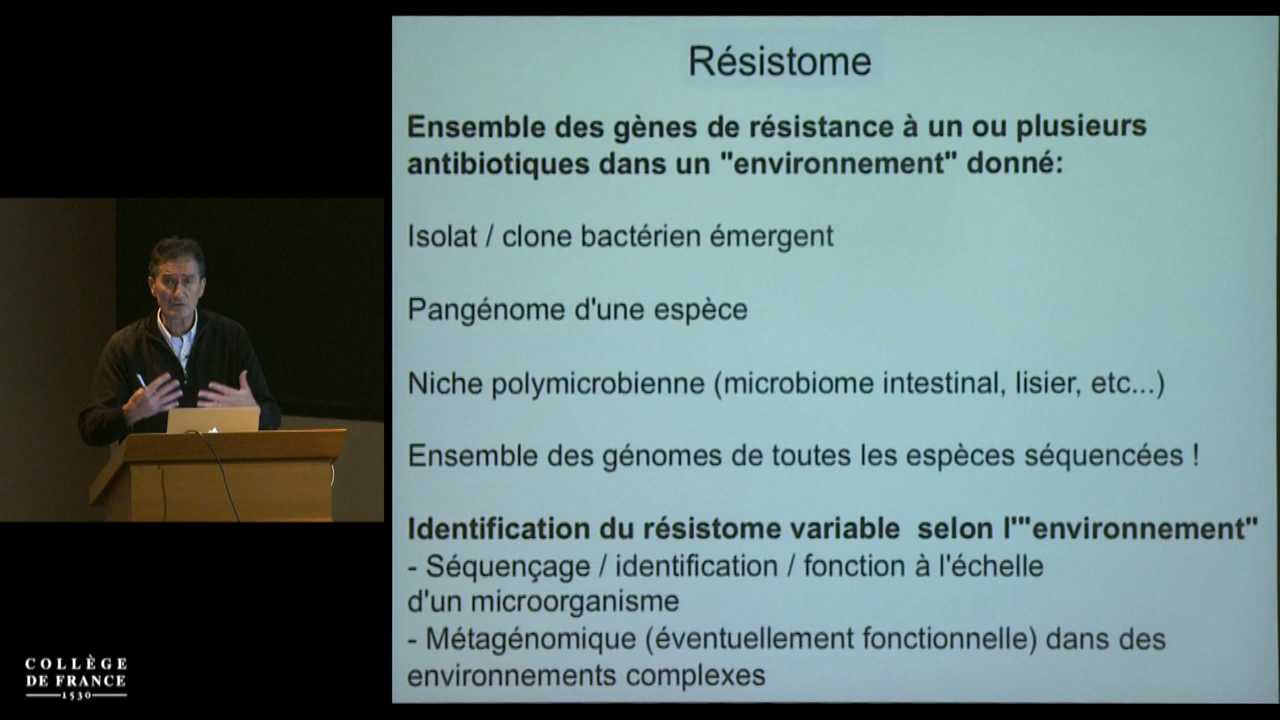 Résistome
Ensemble des gènes de résistance à un ou plusieurs
antibiotiques dans un "environnement" donné:
Isolat / clone bactérien émergent
Pangénome d'une espèce
Niche polymicrobienne (microbiome intestinal, lisier, etc...)
Ensemble des génomes de toutes les espèces séquencées !
Identification du résistome variable  selon l'"environnement"
- Séquençage / identification / fonction à l'échelle
d'un microorganisme
- Métagénomique (éventuellement fonctionnelle) dans des
environnements complexes
COLLÈGE
DE FRANCE
1530